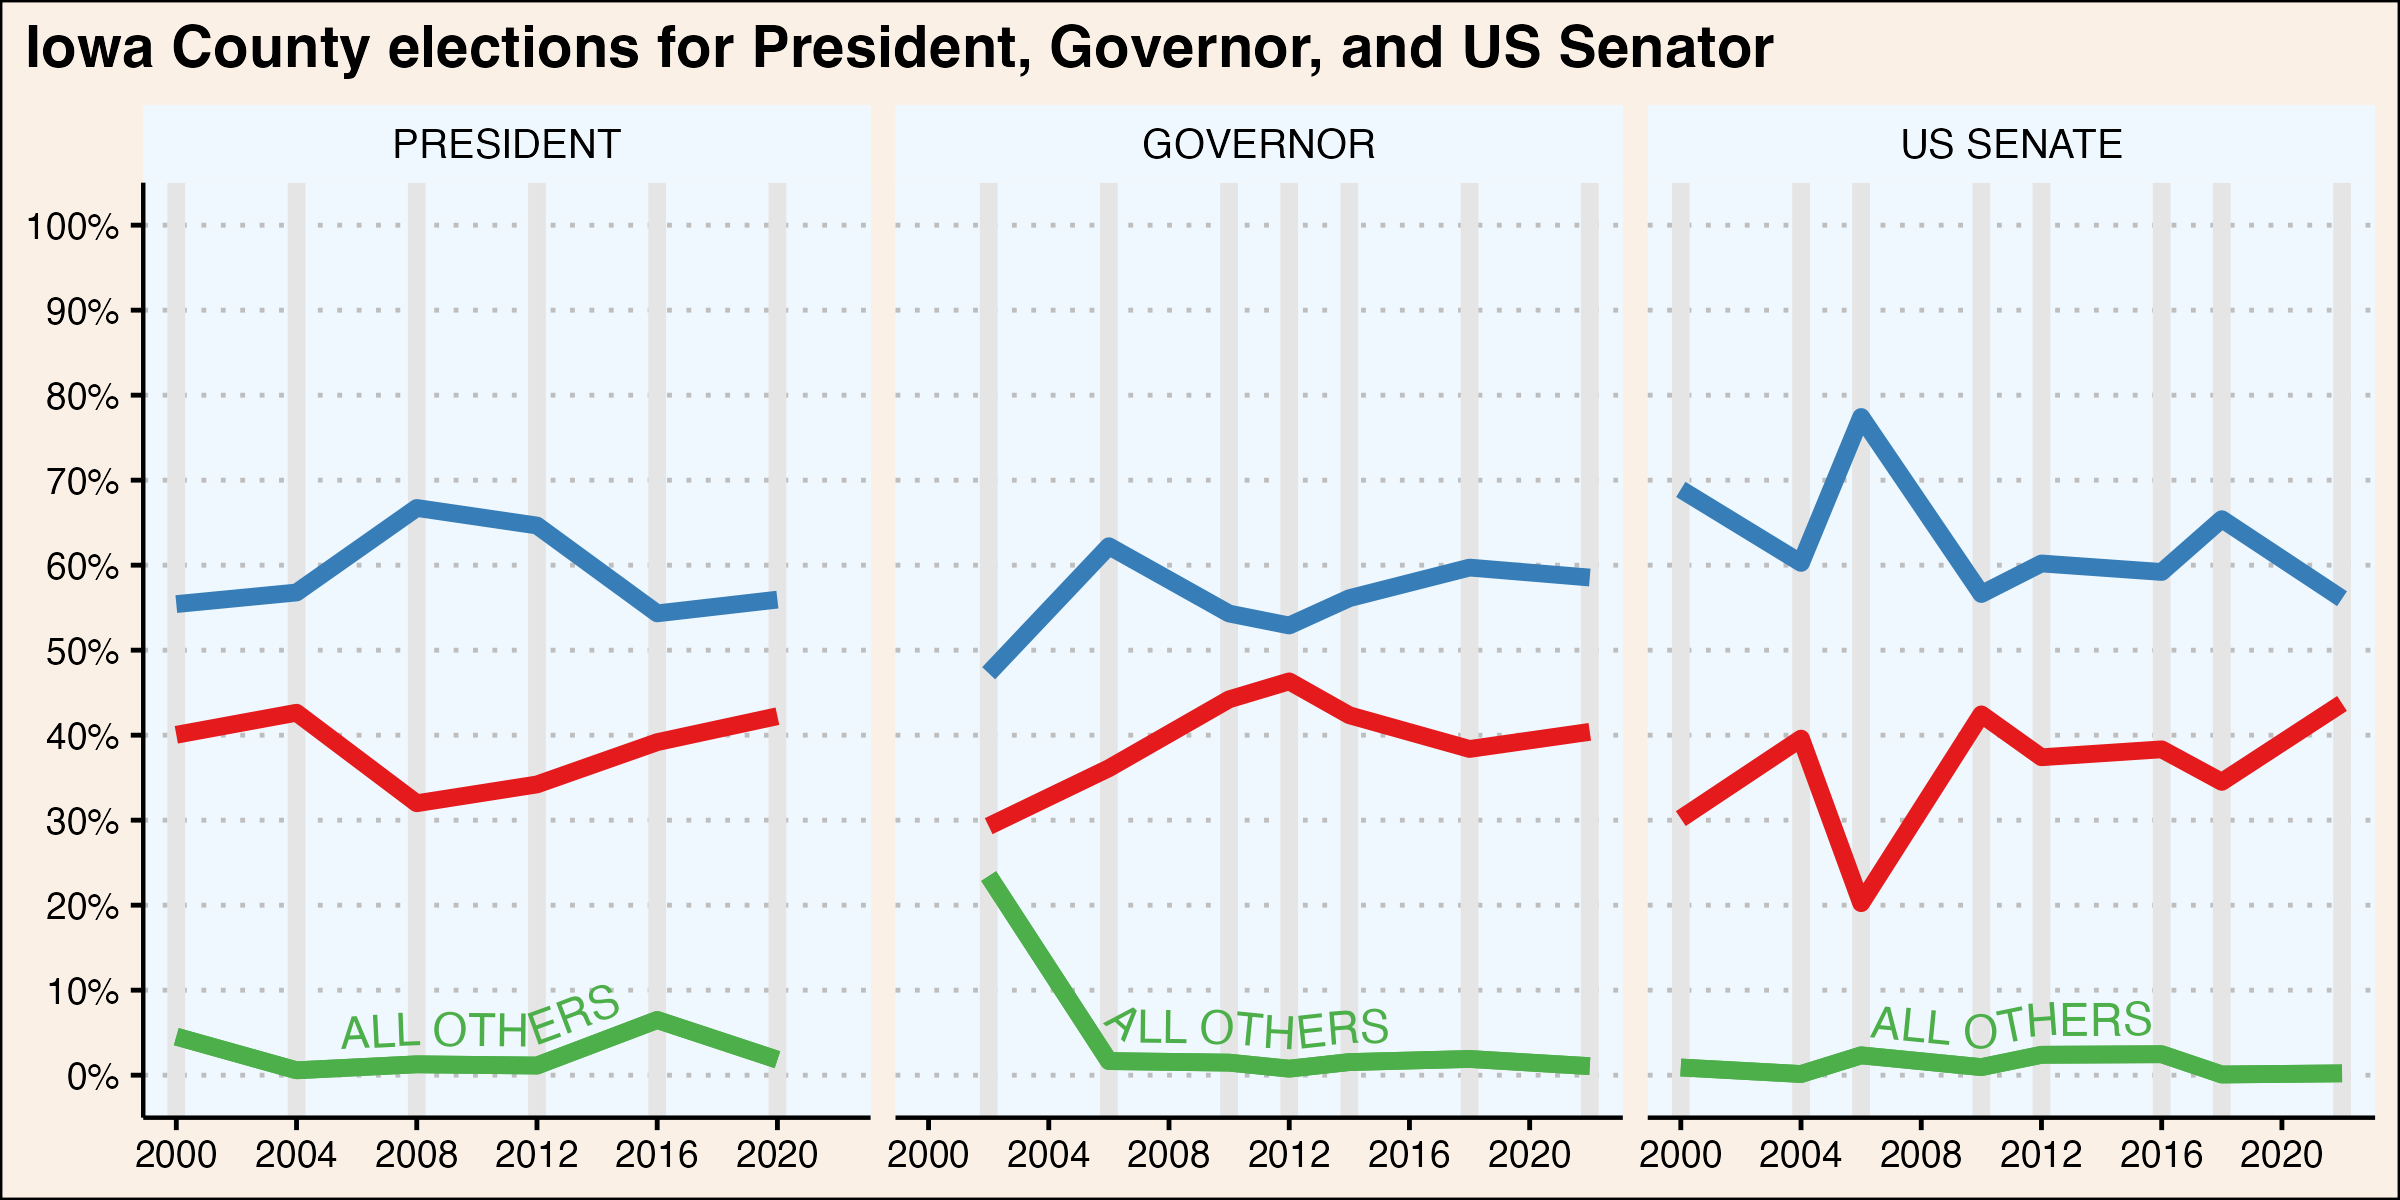 Iowa County elections for President, Governor, and US Senator
PRESIDENT GOVERNOR US SENATE
100%
90%
80%
70%
60%
50%
40%
30%
20%
10%
0%
ALL OTHERS ALL OTHERS ALL OTHERS
2000 2004 2008 2012 2016 2020 2000 2004 2008 2012 2016 2020 2000 2004 2008 2012 2016 2020